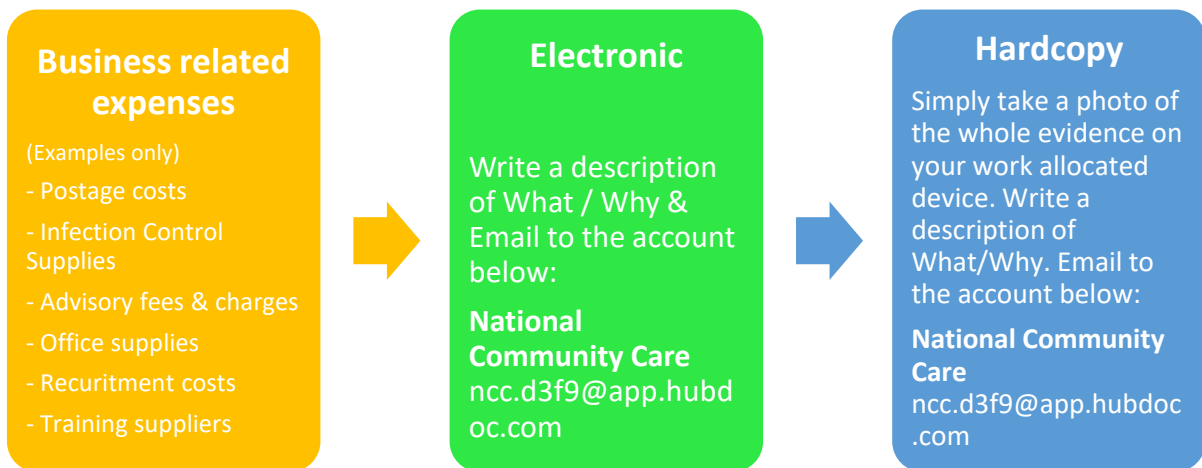 Business related
expenses
(Examples only)
- Postage costs
- Infection Control
Supplies
- Advisory fees & charges
- Office supplies
- Recuritment costs
- Training suppliers
Electronic
Write a description
of What / Why &
Email to the account
below:
National
Community Care
ncc.d3f9@app.hubd
oc.com
Hardcopy
Simply take a photo of
the whole evidence on
your work allocated
device. Write a
description of
What/Why. Email to
the account below:
National Community
Care
ncc.d3f9@app.hubdoc
.com